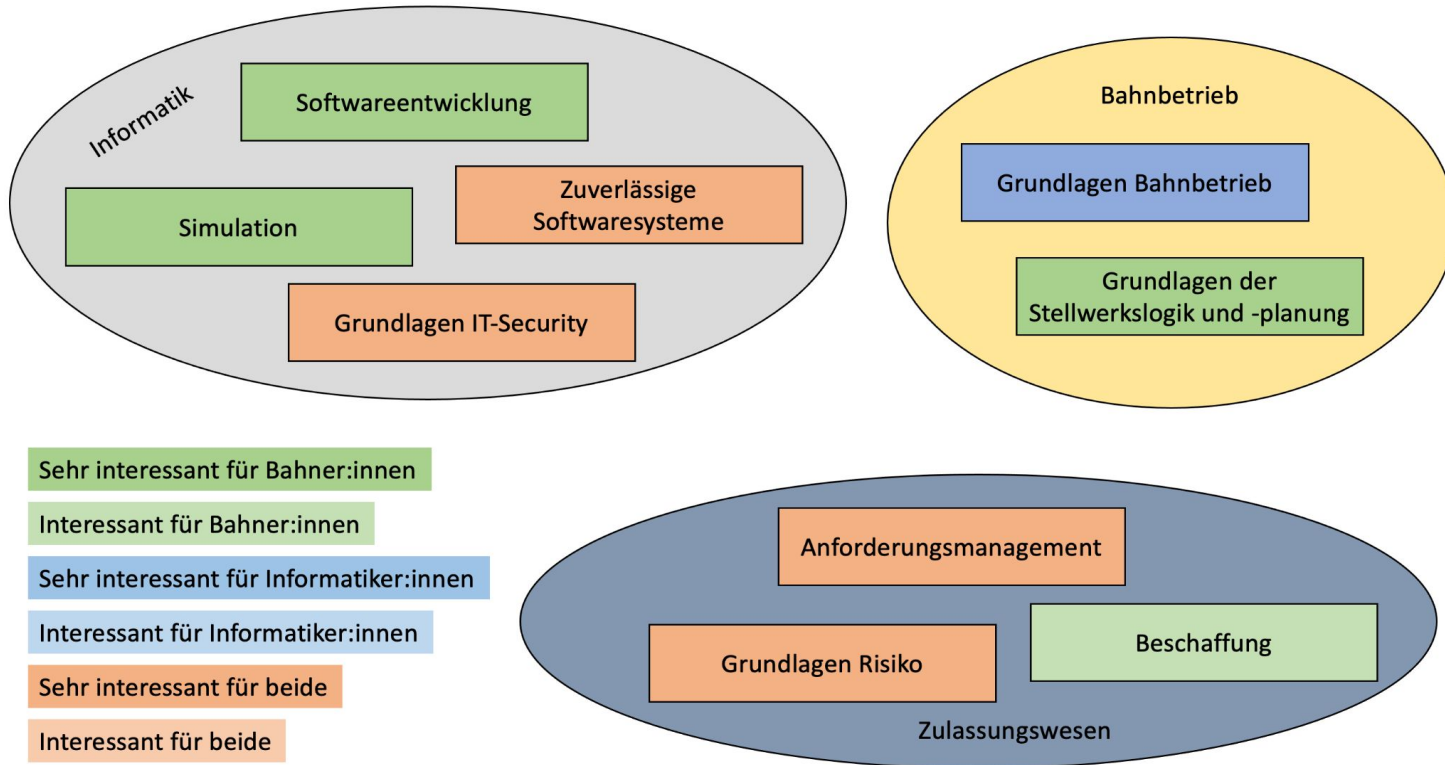 Informatik
Softwareentwicklung
Zuverlässige
Softwaresysteme
Simulation
Grundlagen IT-Security
Bahnbetrieb
Grundlagen Bahnbetrieb
Grundlagen der
Stellwerkslogik und -planung
Sehr interessant für Bahner:innen
Interessant für Bahner:innen
Sehr interessant für Informatiker:innen
Interessant für Informatiker:innen
Sehr interessant für beide
Interessant für beide
Anforderungsmanagement
Beschaffung
Grundlagen Risiko
Zulassungswesen